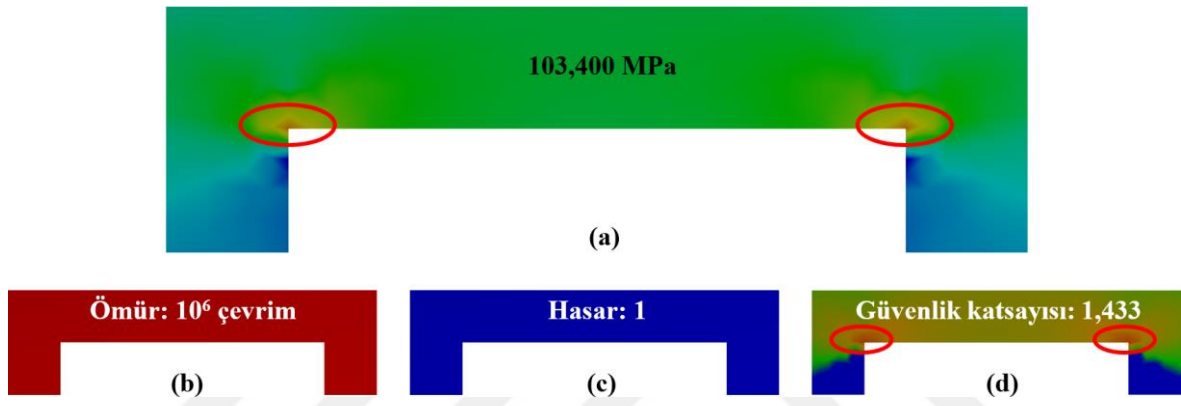 103,400 MPa
(a)
Ömür: 10⁶ çevrim
Hasar: 1
Güvenlik katsayısı: 1,433
(b)
(c)
(d)